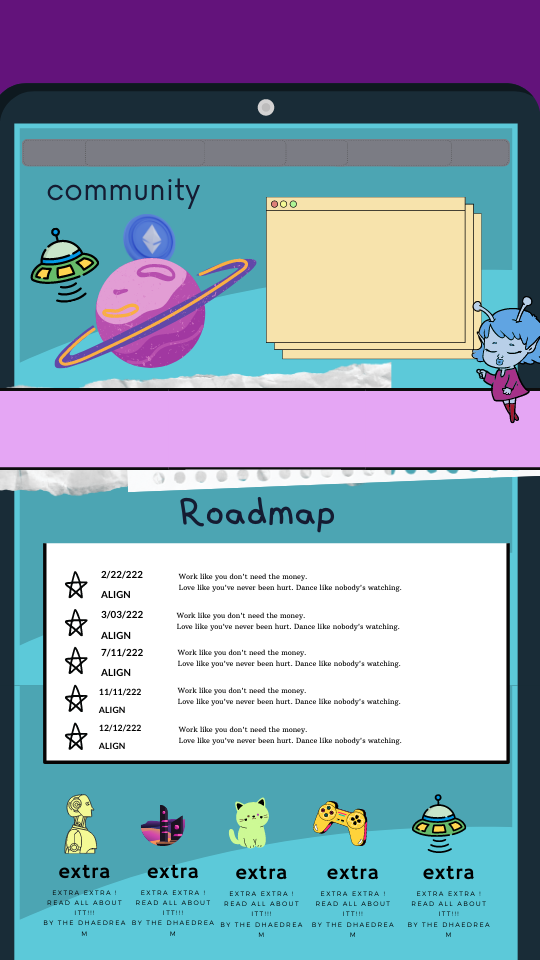 community
Roadmap
2/22/222
ALIGN
Work like you don't need the money.
Love like you've never been hurt. Dance like nobody's watching.
3/03/222
ALIGN
Work like you don't need the money.
Love like you've never been hurt. Dance like nobody's watching.
7/11/222
ALIGN
Work like you don't need the money.
Love like you've never been hurt. Dance like nobody's watching.
11/11/222
ALIGN
Work like you don't need the money.
Love like you've never been hurt. Dance like nobody's watching.
12/12/222
ALIGN
Work like you don't need the money.
Love like you've never been hurt. Dance like nobody's watching.
extra
EXTRA EXTRA !
READ ALL ABOUT
ITT!!!
BY THE DHAEDREA
M
extra
EXTRA EXTRA !
READ ALL ABOUT
ITT!!!
BY THE DHAEDREA
M
extra
EXTRA EXTRA !
READ ALL ABOUT
ITT!!!
BY THE DHAEDREA
M
extra
EXTRA EXTRA !
READ ALL ABOUT
ITT!!!
BY THE DHAEDREA
M
extra
EXTRA EXTRA !
READ ALL ABOUT
ITT!!!
BY THE DHAEDREA
M